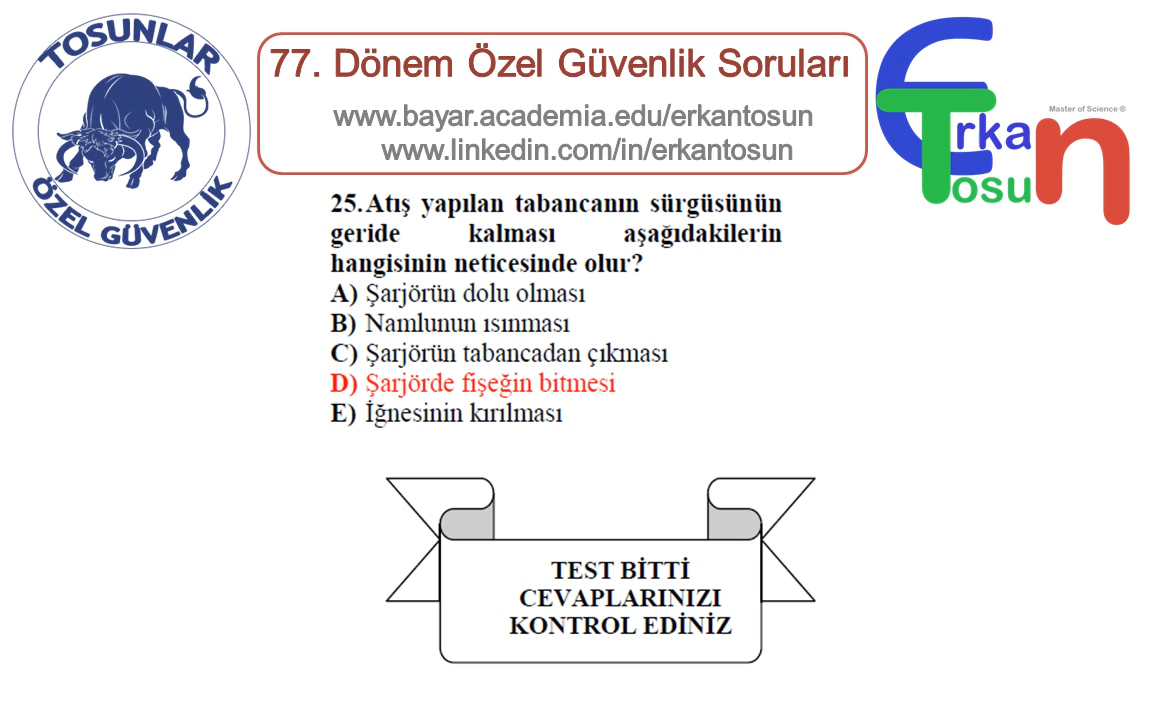 TOSUNLAR
ÖZEL GÜVENLİK
77. Dönem Özel Güvenlik Soruları
www.bayar.academia.edu/erkantosun
www.linkedin.com/in/erkantosun
Master of Science ®
Erkan
Tosun
25. Atış yapılan tabancanın sürgüsünün
geride kalması aşağıdakilerin
hangisinin neticesinde olur?
A) Şarjörün dolu olması
B) Namlunun ısınması
C) Şarjörün tabancadan çıkması
D) Şarjörde fişeğin bitmesi
E) İğnesinin kırılması
TEST BİTTİ
CEVAPLARINIZI
KONTROL EDİNİZ